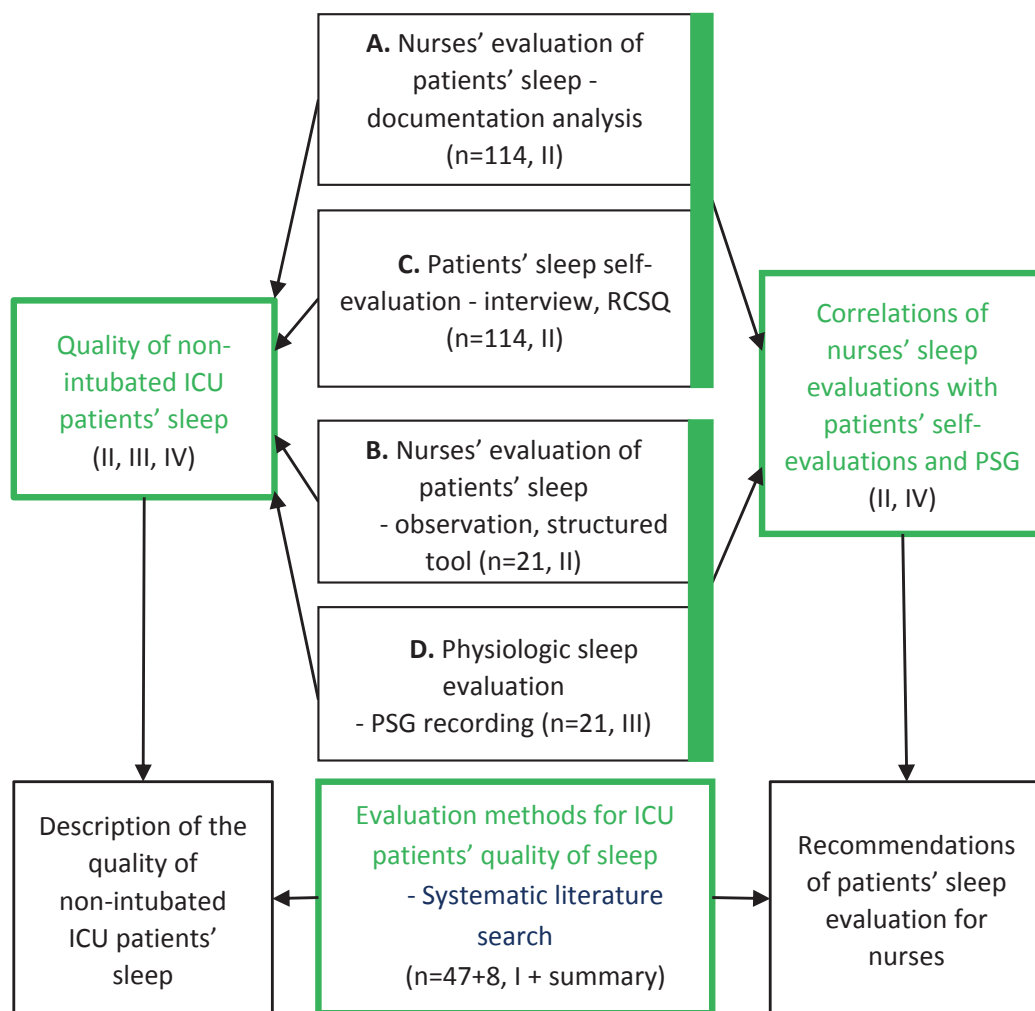 A. Nurses’ evaluation of
patients’ sleep -
documentation analysis
(n=114, II)
C. Patients’ sleep self-
evaluation - interview, RCSQ
(n=114, II)
Quality of non-
intubated ICU
patients’ sleep
(II, III, IV)
Correlations of
nurses’ sleep
evaluations with
patients’ self-
evaluations and PSG
(II, IV)
B. Nurses’ evaluation of
patients’ sleep
- observation, structured
tool (n=21, II)
D. Physiologic sleep
evaluation
- PSG recording (n=21, III)
Description of the
quality of
non-intubated
ICU patients’
sleep
Evaluation methods for ICU
patients’ quality of sleep
- Systematic literature
search
(n=47+8, I + summary)
Recommendations
of patients’ sleep
evaluation for
nurses